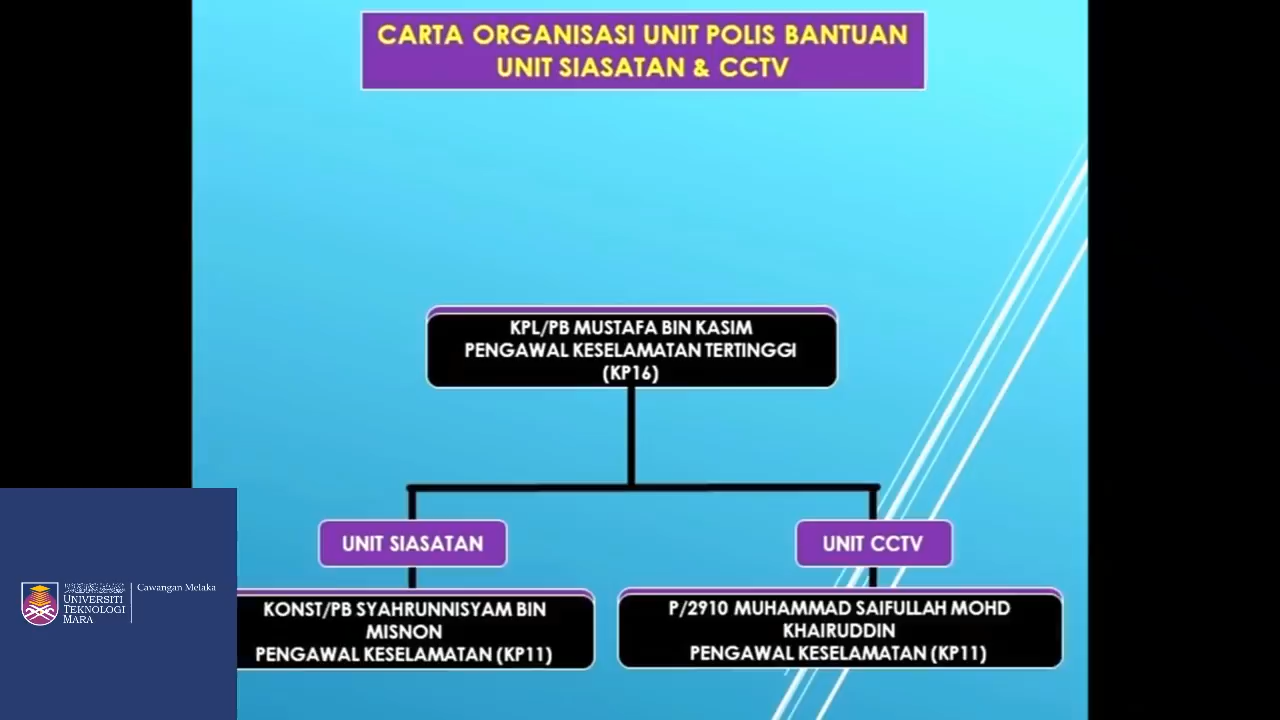 CARTA ORGANISASI UNIT POLIS BANTUAN
UNIT SIASATAN & CCTV
KPL/PB MUSTAFA BIN KASIM
PENGAWAL KESELAMATAN TERTINGGI
(KP16)
UNIT SIASATAN
UNIT CCTV
KONST/PB SYAHRUNNISYAM BIN
MISNON
PENGAWAL KESELAMATAN (KP11)
P/2910 MUHAMMAD SAIFULLAH MOHD
KHAIRUDDIN
PENGAWAL KESELAMATAN (KP11)
UNIVERSITI
TEKNOLOGI
MARA
Cawangan Melaka